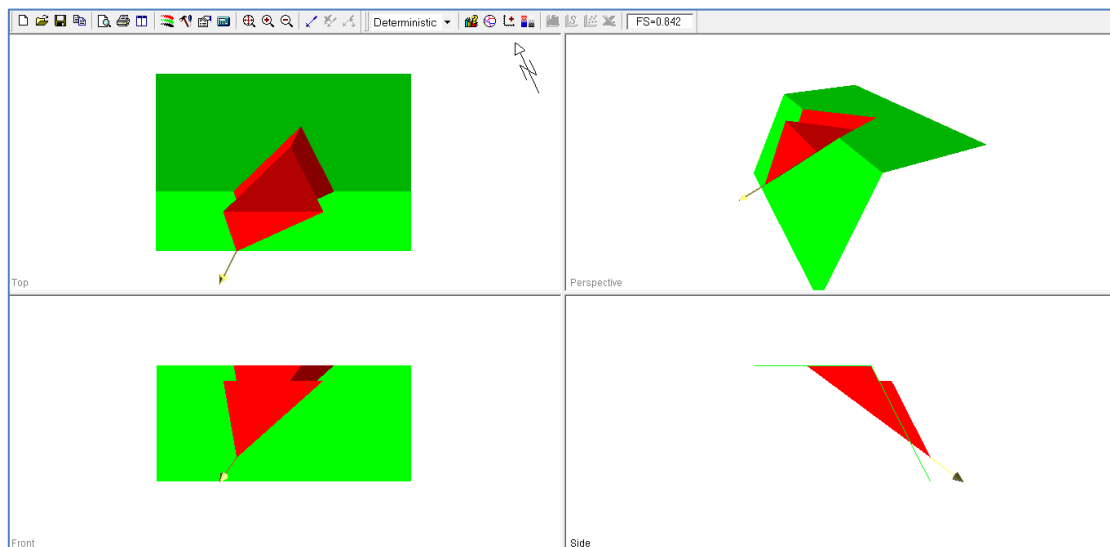 Deterministic FS=0.842
N
Top
Perspective
Front
Side